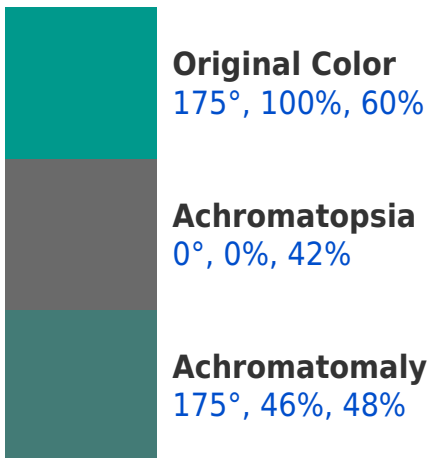 Original Color
175°, 100%, 60%
Achromatopsia
0°, 0%, 42%
Achromatomaly
175°, 46%, 48%